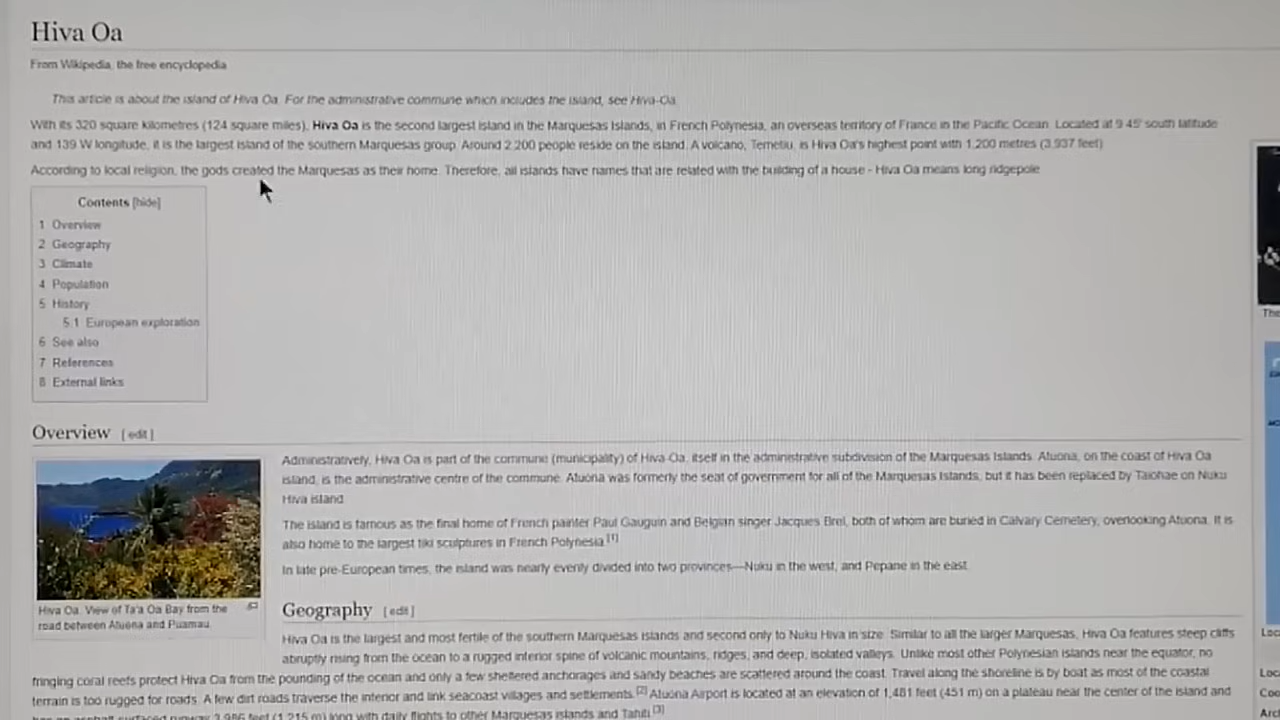 Hiva Oa
From Wikipedia, the free encyclopedia
This article is about the island of Hiva Oa. For the administrative commune which includes the island, see Hiva-Oa.
With its 320 square kilometres (124 square miles), Hiva Oa is the second largest island in the Marquesas Islands, in French Polynesia, an overseas territory of France in the Pacific Ocean. Located at 9 45' south latitude
and 139 W longitude, it is the largest island of the southern Marquesas group. Around 2,200 people reside on the island. A volcano, Temetiu, is Hiva Oa's highest point with 1,200 metres (3,937 feet)
According to local religion, the gods created the Marquesas as their home. Therefore, all islands have names that are related with the building of a house - Hiva Oa means long ridgepole
Contents [hide]
1 Overview
2 Geography
3 Climate
4 Population
5 History
5.1 European exploration
6 See also
7 References
8 External links
The
Overview [edit]
Administratively, Hiva Oa is part of the commune (municipality) of Hiva-Oa, itself in the administrative subdivision of the Marquesas Islands. Atuona, on the coast of Hiva Oa
island, is the administrative centre of the commune. Atuona was formerly the seat of government for all of the Marquesas Islands, but it has been replaced by Taiohae on Nuku
Hiva island.
The island is famous as the final home of French painter Paul Gauguin and Belgian singer Jacques Brel, both of whom are buried in Calvary Cemetery, overlooking Atuona. It is
also home to the largest tiki sculptures in French Polynesia.[1]
In late pre-European times, the island was nearly evenly divided into two provinces—Nuku in the west, and Pepane in the east.
Hiva Oa. View of Ta'a Oa Bay from the
road between Atuona and Puamau.
Geography [edit]
Hiva Oa is the largest and most fertile of the southern Marquesas islands and second only to Nuku Hiva in size. Similar to all the larger Marquesas, Hiva Oa features steep cliffs
abruptly rising from the ocean to a rugged interior spine of volcanic mountains, ridges, and deep, isolated valleys. Unlike most other Polynesian islands near the equator, no
fringing coral reefs protect Hiva Oa from the pounding of the ocean and only a few sheltered anchorages and sandy beaches are scattered around the coast. Travel along the shoreline is by boat as most of the coastal
terrain is too rugged for roads. A few dirt roads traverse the interior and link seacoast villages and settlements.[2] Atuona Airport is located at an elevation of 1,481 feet (451 m) on a plateau near the center of the island and
has an asphalt surfaced runway 3,986 feet (1,215 m) long with daily flights to other Marquesas islands and Tahiti.[3]
Loc
Loca
Coo
Arc